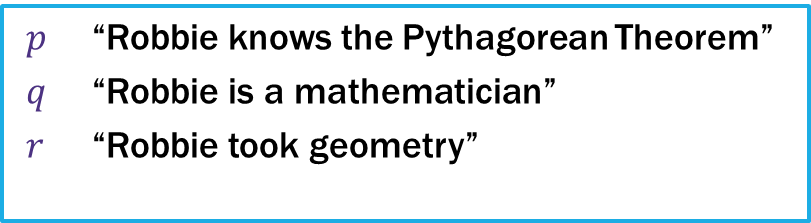 p “Robbie knows the Pythagorean Theorem”
q “Robbie is a mathematician”
r “Robbie took geometry”